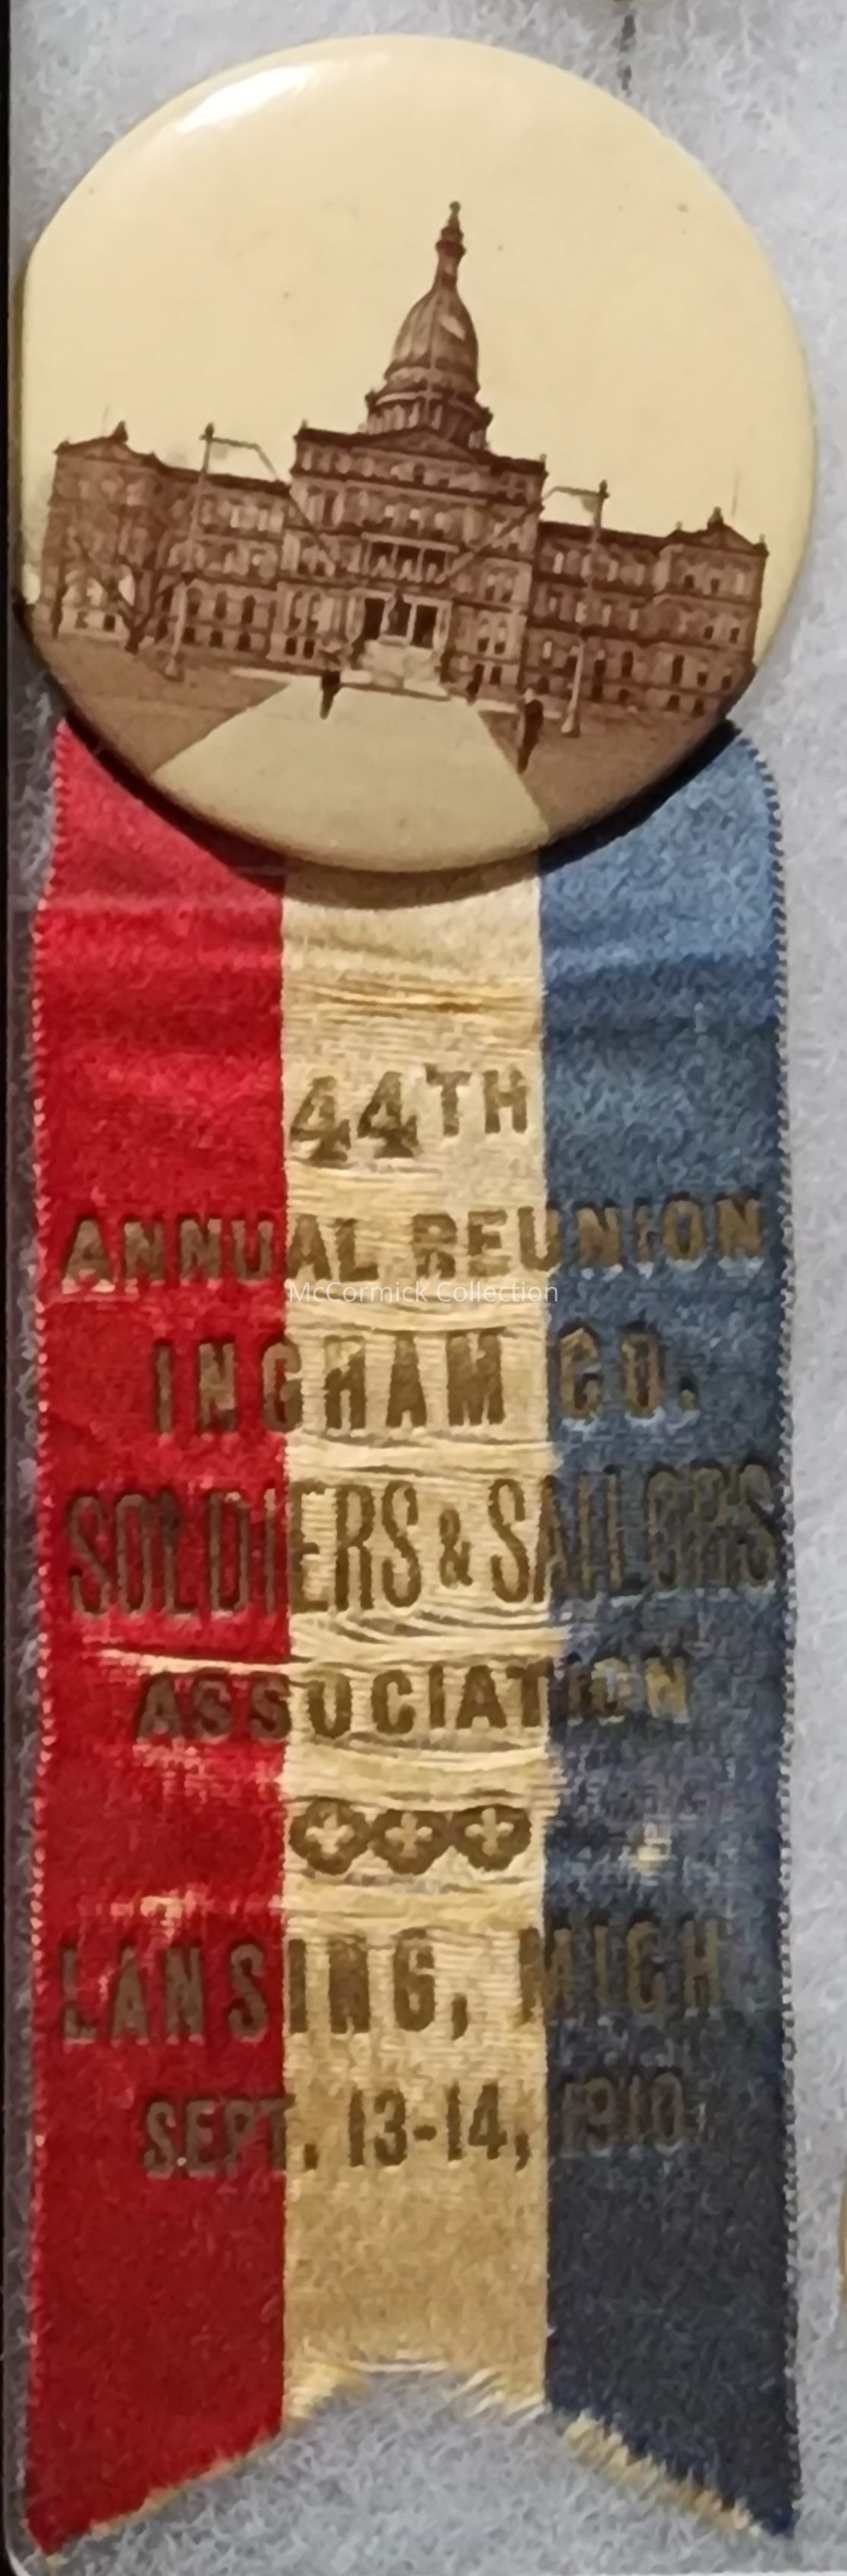 44TH
ANNUAL REUNION
McCormick Collection
INGHAM CO.
SOLDIERS & SAILORS
ASSOCIATION
LANSING, MICH
SEPT. 13-14, 1910